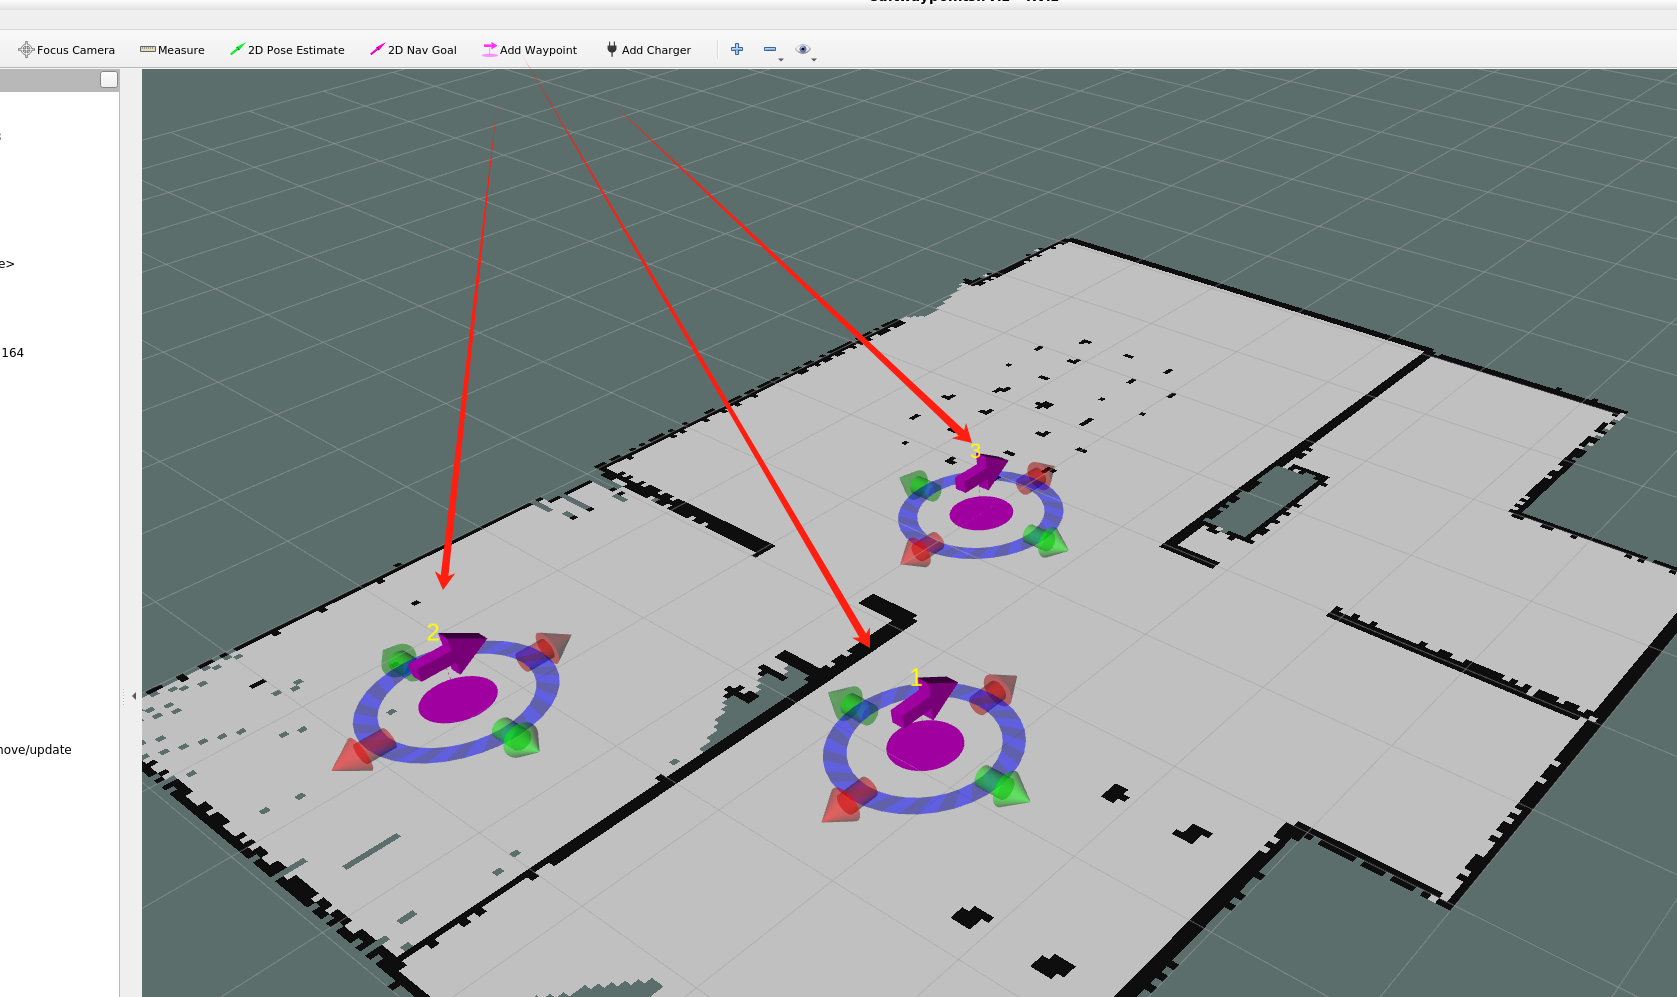 Focus Camera Measure 2D Pose Estimate 2D Nav Goal Add Waypoint Add Charger
e>
164
3
2
1
nove/update